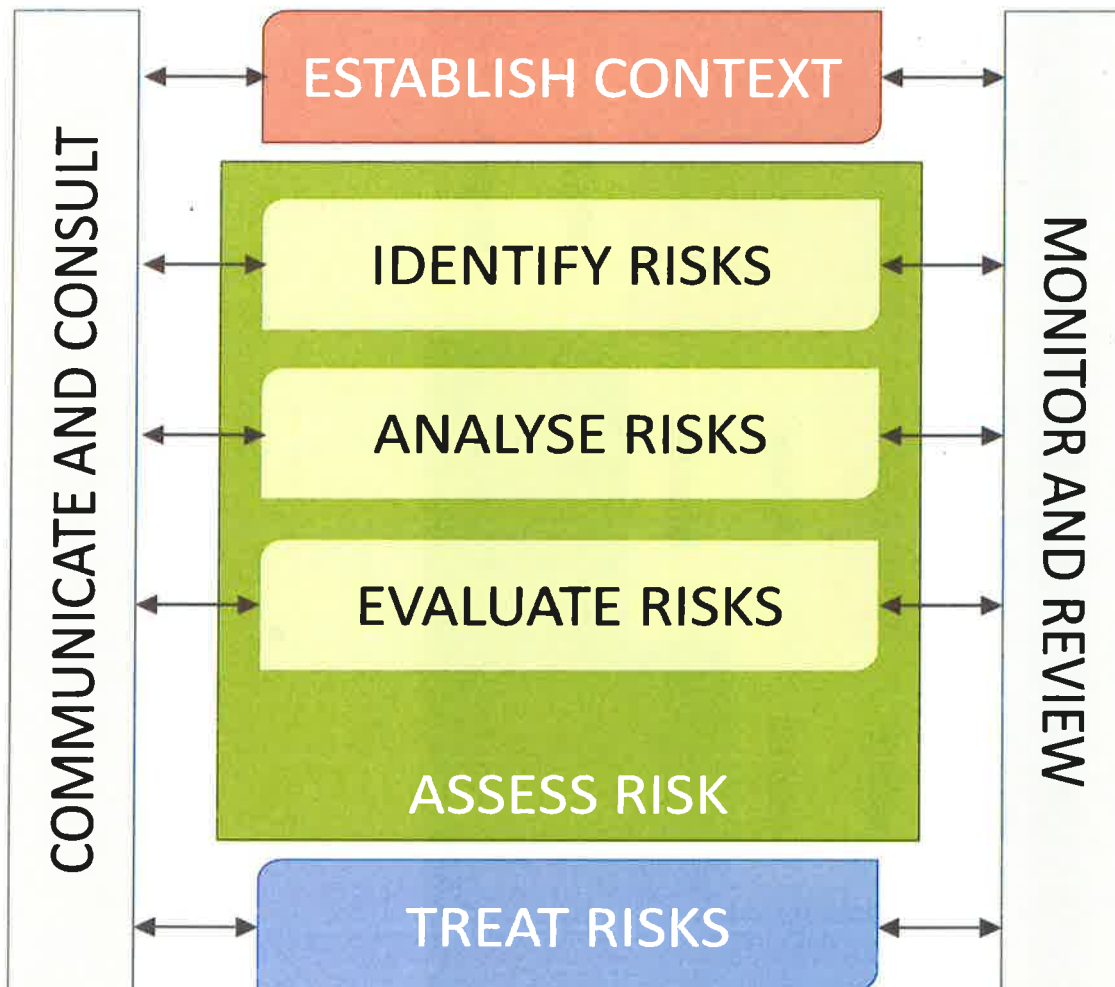 COMMUNICATE AND CONSULT
ESTABLISH CONTEXT
IDENTIFY RISKS
ANALYSE RISKS
EVALUATE RISKS
ASSESS RISK
TREAT RISKS
MONITOR AND REVIEW